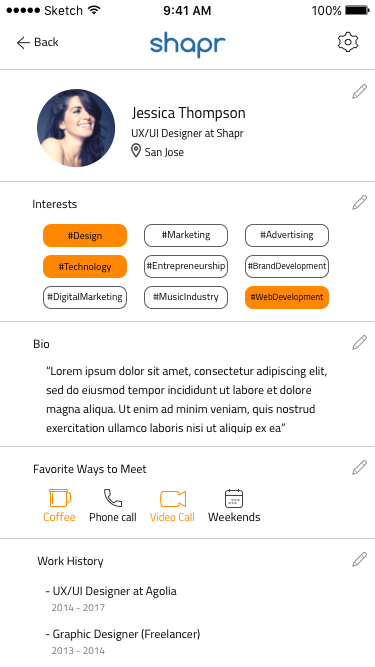 Sketch 9:41 AM 100%
Back shapr
Jessica Thompson
UX/UI Designer at Shapr
San Jose
Interests
#Design #Marketing #Advertising
#Technology #Entrepreneurship #BrandDevelopment
#DigitalMarketing #MusicIndustry #WebDevelopment
Bio
“Lorem ipsum dolor sit amet, consectetur adipiscing elit,
sed do eiusmod tempor incididunt ut labore et dolore
magna aliqua. Ut enim ad minim veniam, quis nostrud
exercitation ullamco laboris nisi ut aliquip ex ea”
Favorite Ways to Meet
Coffee Phone call Video Call Weekends
Work History
- UX/UI Designer at Agolia
2014 - 2017
- Graphic Designer (Freelancer)
2013 - 2014